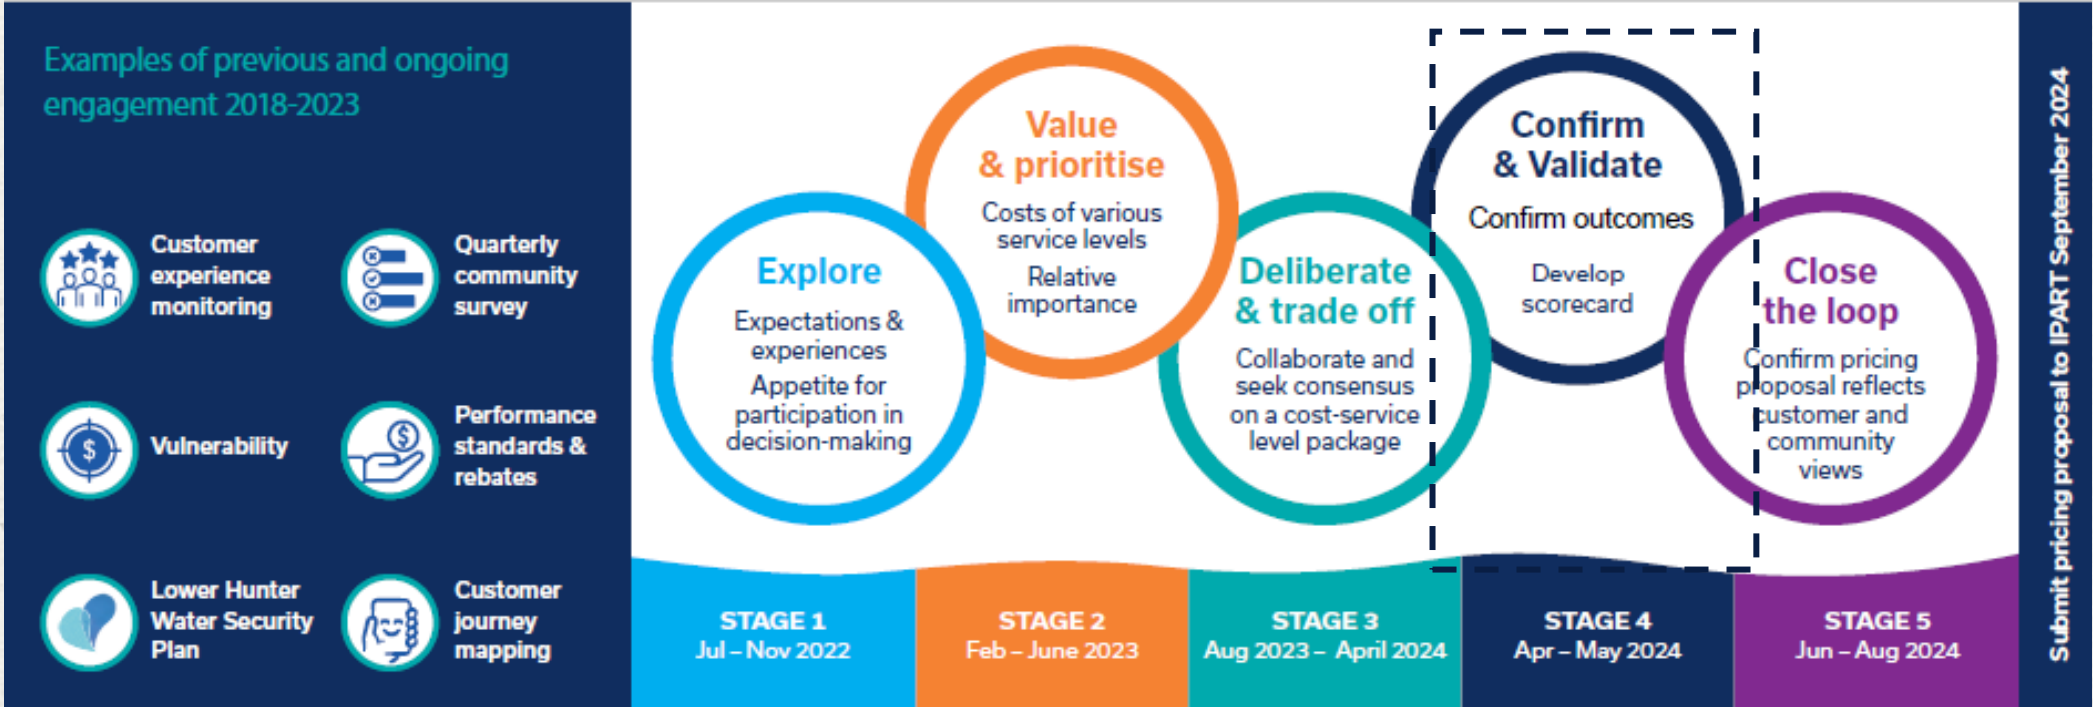 Examples of previous and ongoing
engagement 2018-2023
Customer
experience
monitoring
Quarterly
community
survey
$
Vulnerability
$
Performance
standards &
rebates
Lower Hunter
Water Security
Plan
Customer
journey
mapping
Explore
Expectations &
experiences
Appetite for
participation in
decision-making
Value
& prioritise
Costs of various
service levels
Relative
importance
Deliberate
& trade off
Collaborate and
seek consensus
on a cost-service
level package
Confirm
& Validate
Confirm outcomes
Develop
scorecard
Close
the loop
Confirm pricing
proposal reflects
customer and
community
views
STAGE 1
Jul – Nov 2022
STAGE 2
Feb – June 2023
STAGE 3
Aug 2023 – April 2024
STAGE 4
Apr – May 2024
STAGE 5
Jun – Aug 2024
Submit pricing proposal to IPART September 2024